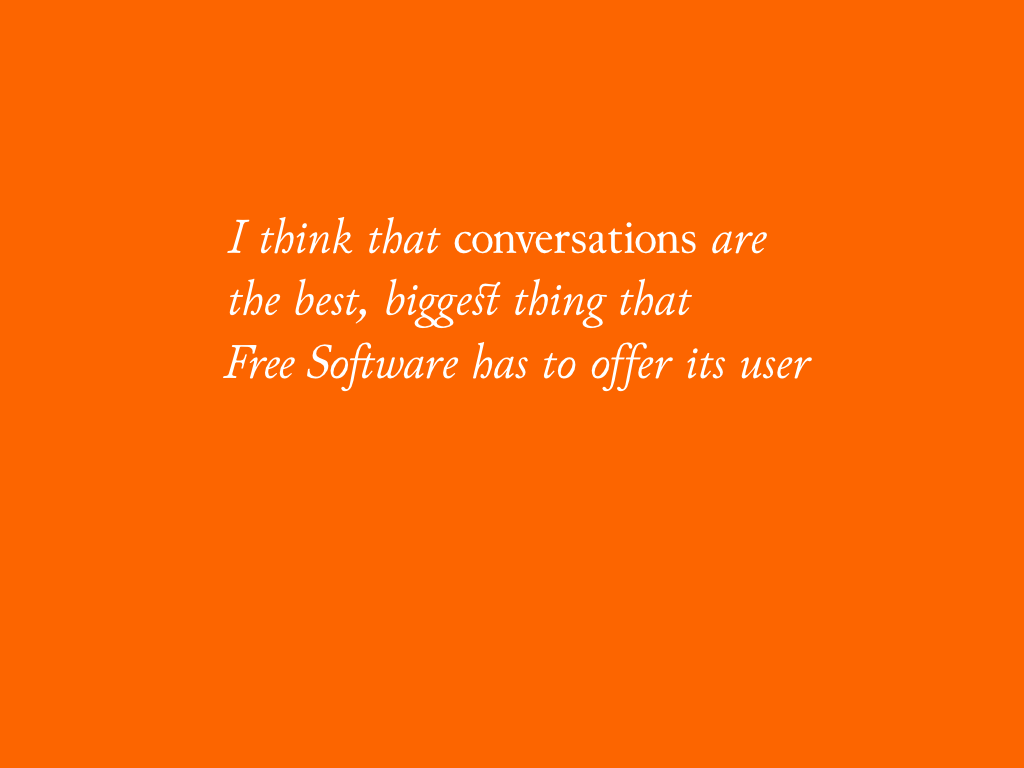 I think that conversations are
the best, biggest thing that
Free Software has to offer its user